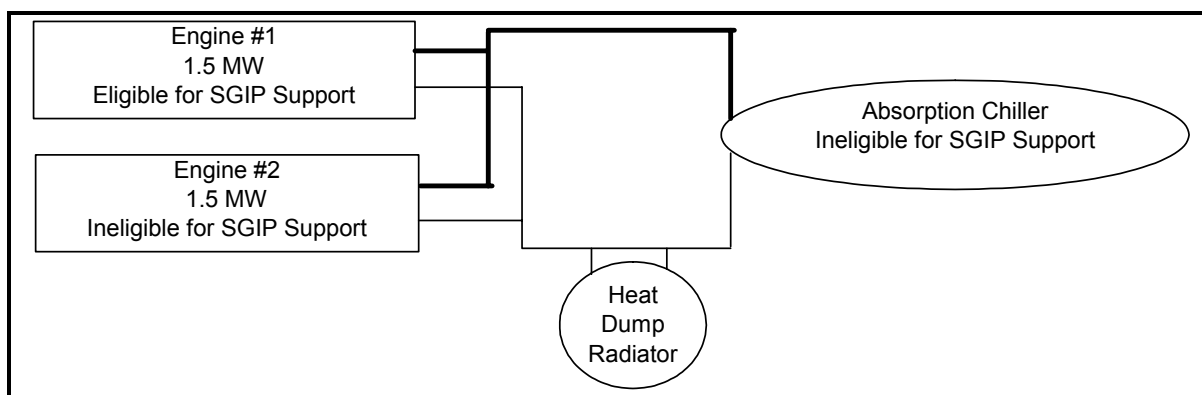 Engine #1
1.5 MW
Eligible for SGIP Support
Absorption Chiller
Ineligible for SGIP Support
Engine #2
1.5 MW
Ineligible for SGIP Support
Heat
Dump
Radiator